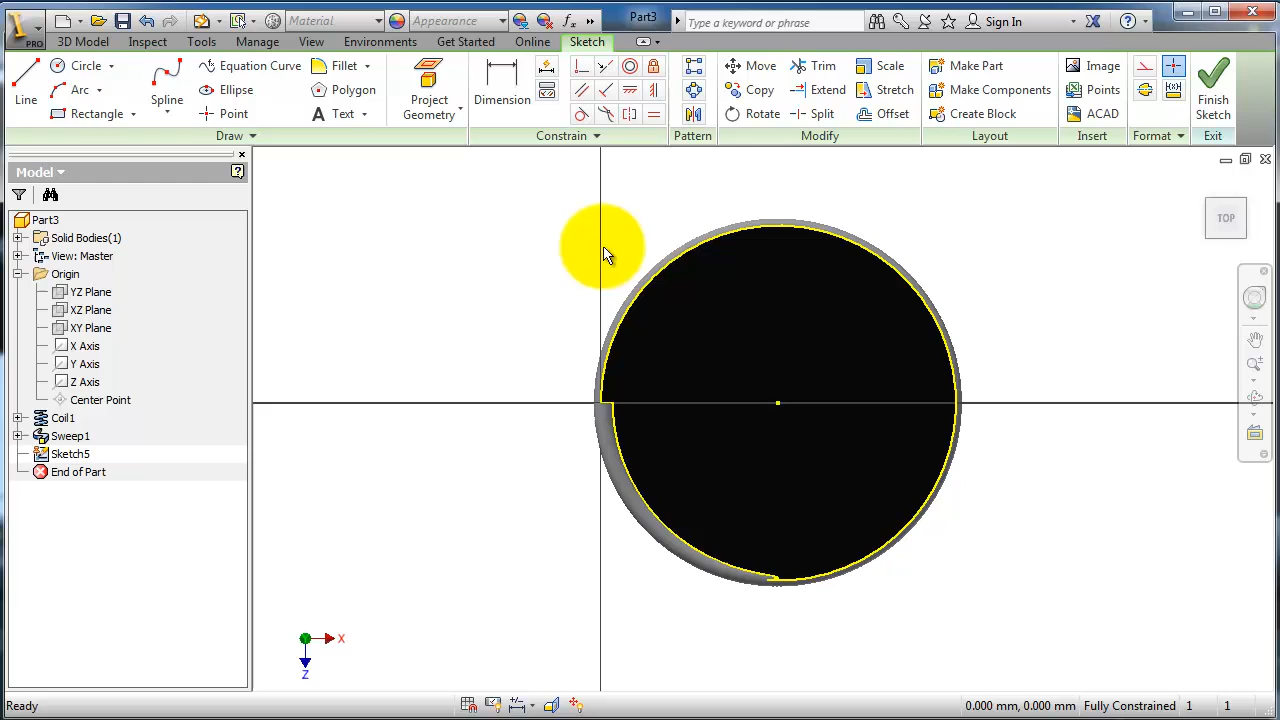 PRO
Material
Appearance
Part3
Type a keyword or phrase
Sign In
3D Model
Inspect
Tools
Manage
View
Environments
Get Started
Online
Sketch
Line
Circle
Arc
Rectangle
Spline
Equation Curve
Ellipse
Point
Fillet
Polygon
Text
Project Geometry
Dimension
Move
Copy
Rotate
Trim
Extend
Split
Scale
Stretch
Offset
Make Part
Make Components
Create Block
Image
Points
ACAD
Finish Sketch
Draw
Constrain
Pattern
Modify
Layout
Insert
Format
Exit
Model
Part3
Solid Bodies(1)
View: Master
Origin
YZ Plane
XZ Plane
XY Plane
X Axis
Y Axis
Z Axis
Center Point
Coil1
Sweep1
Sketch5
End of Part
TOP
X
Z
Ready
0.000 mm, 0.000 mm
Fully Constrained
1
1